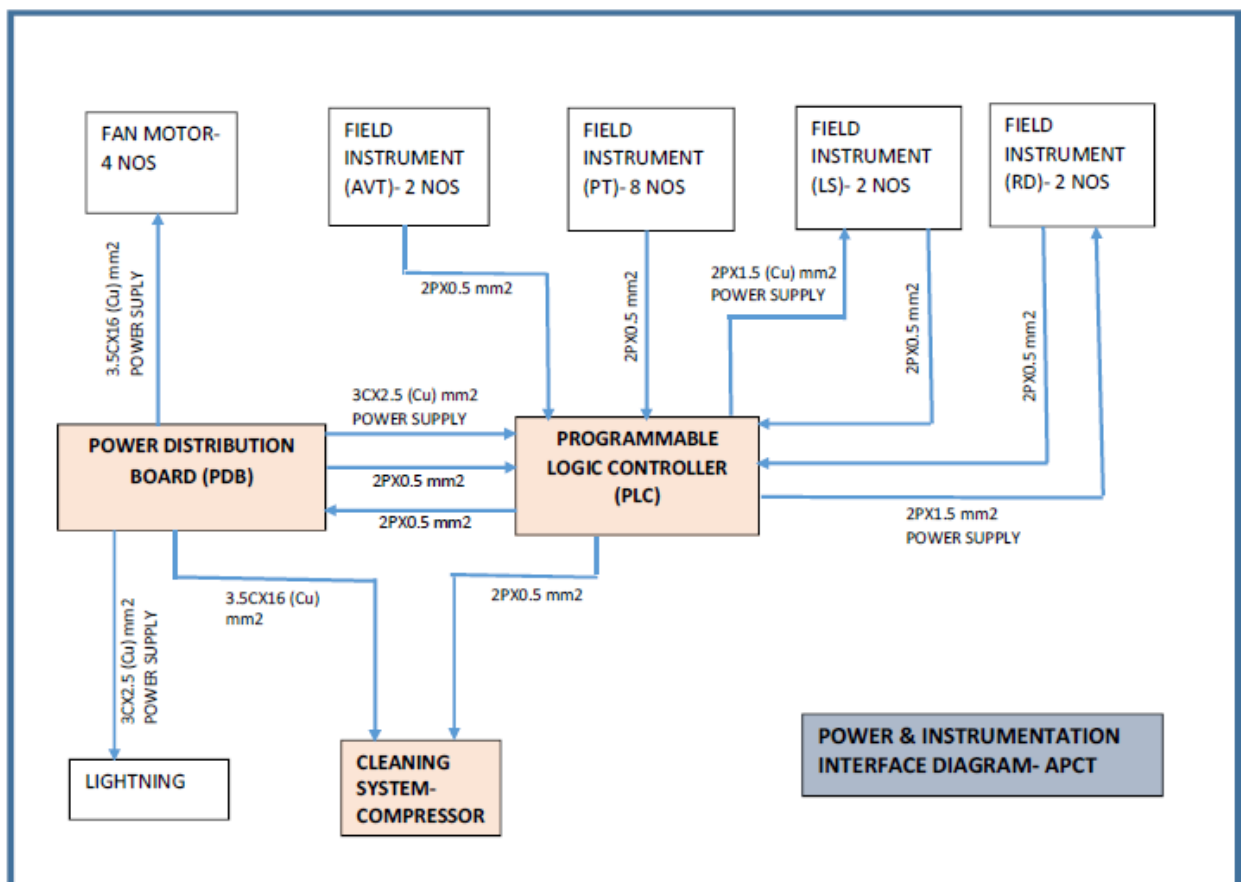 FAN MOTOR-
4 NOS
FIELD
INSTRUMENT
(AVT)- 2 NOS
FIELD
INSTRUMENT
(PT)- 8 NOS
FIELD
INSTRUMENT
(LS)- 2 NOS
FIELD
INSTRUMENT
(RD)- 2 NOS
3.5CX16 (Cu) mm2
POWER SUPLY
2PX0.5 mm2
2PX0.5 mm2
2PX1.5 (Cu) mm2
POWER SUPPLY
2PX0.5 mm2
2PX0.5 mm2
3CX2.5 (Cu) mm2
POWER SUPPLY
POWER DISTRIBUTION
BOARD (PDB)
2PX0.5 mm2
2PX0.5 mm2
PROGRAMMABLE
LOGIC CONTROLLER
(PLC)
2PX1.5 mm2
POWER SUPPLY
3CX2.5 (Cu) mm2
POWER SUPPLY
3.5CX16 (Cu)
mm2
2PX0.5 mm2
LIGHTNING
CLEANING
SYSTEM-
COMPRESSOR
POWER & INSTRUMENTATION
INTERFACE DIAGRAM- APCT